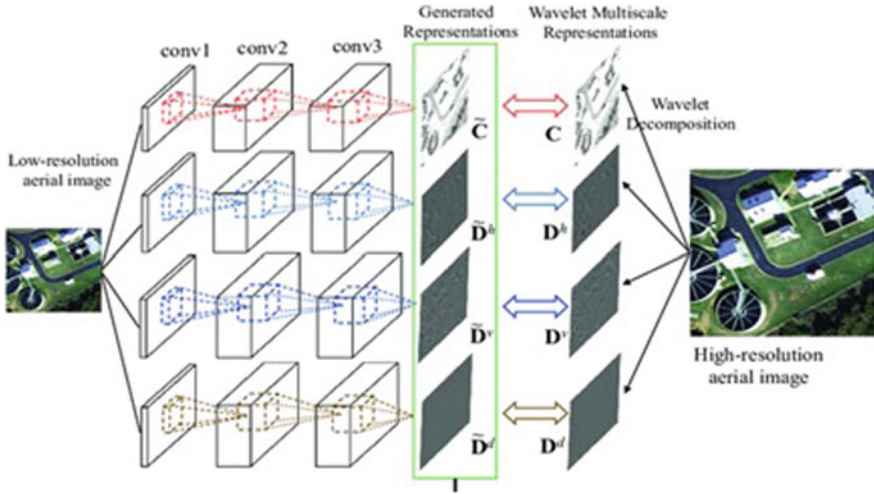 Generated
Representations
Wavelet Multiscale
Representations
conv1
conv2
conv3
Wavelet
Decomposition
Low-resolution
aerial image
C̃
C
D̃ʰ
Dʰ
D̃ᵛ
Dᵛ
D̃ᵈ
Dᵈ
High-resolution
aerial image